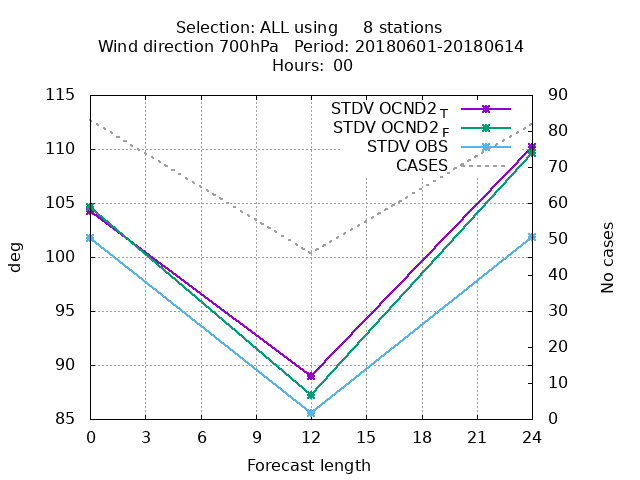 Selection: ALL using     8 stations
Wind direction 700hPa   Period: 20180601-20180614
Hours:  00
STDV OCND2 T
STDV OCND2 F
STDV OBS
CASES
115
110
105
100
95
90
85
deg
90
80
70
60
50
40
30
20
10
0
No cases
0 3 6 9 12 15 18 21 24
Forecast length